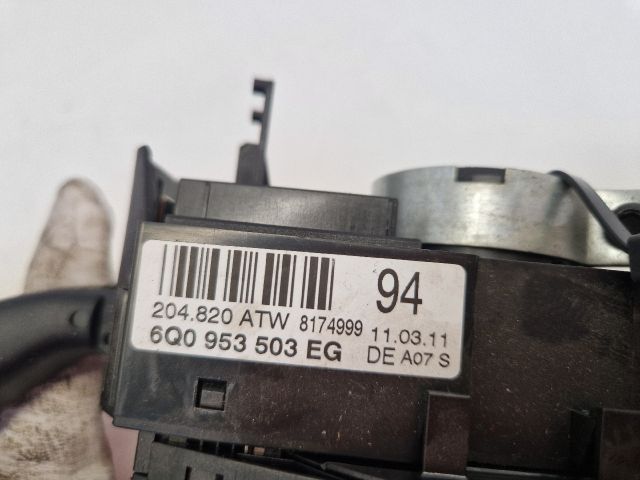 94
204.820 ATW 8174999 11.03.11
6Q0 953 503 EG DE A07 S